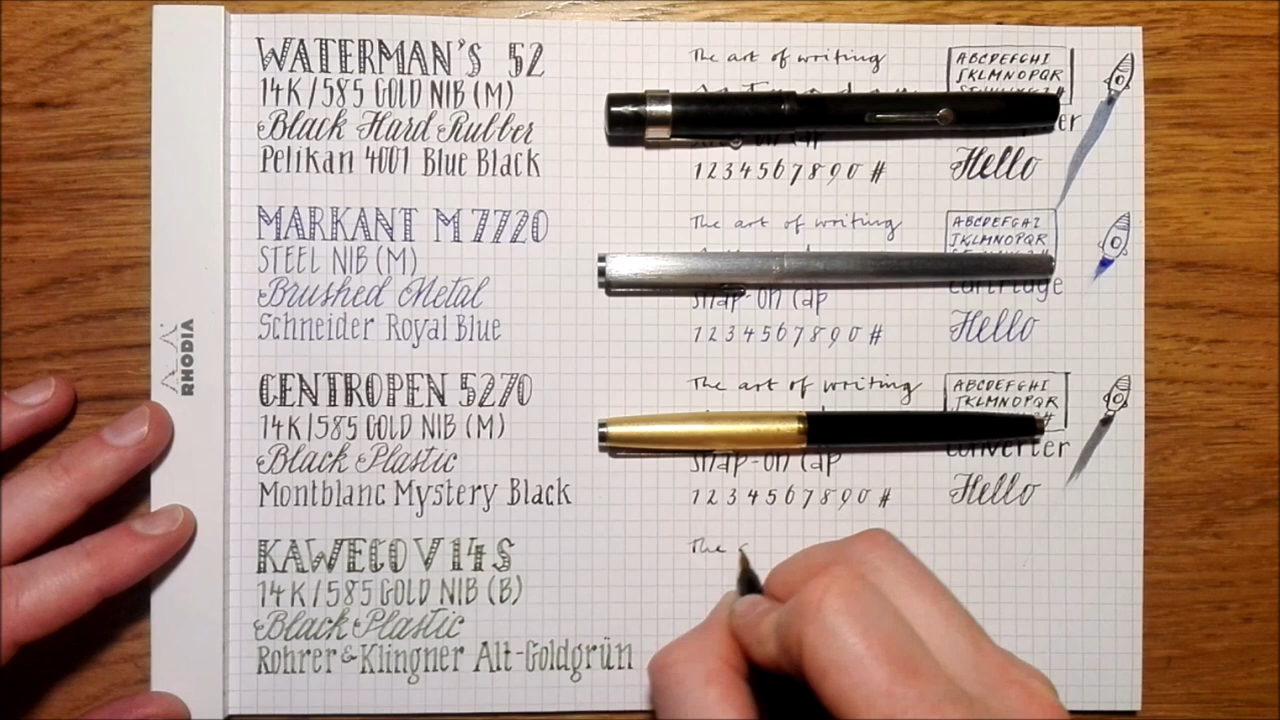 RHODIA
WATERMAN'S 52
14K/585 GOLD NIB (M)
Black Hard Rubber
Pelikan 4001 Blue Black
The art of writing
1234567890 #
ABCDEFGHI
JKLMNOPQR
Hello
MARKANT M7720
STEEL NIB (M)
Brushed Metal
Schneider Royal Blue
The art of writing
snap-on cap
1234567890 #
ABCDEFGHI
JKLMNOPQR
cartridge
Hello
CENTROPEN 5270
14K/585 GOLD NIB (M)
Black Plastic
Montblanc Mystery Black
The art of writing
snap-on cap
1234567890 #
ABCDEFGHI
JKLMNOPQR
converter
Hello
KAWECO V14 S
14K/585 GOLD NIB (B)
Black Plastic
Rohrer & Klingner Alt-Goldgrün
The